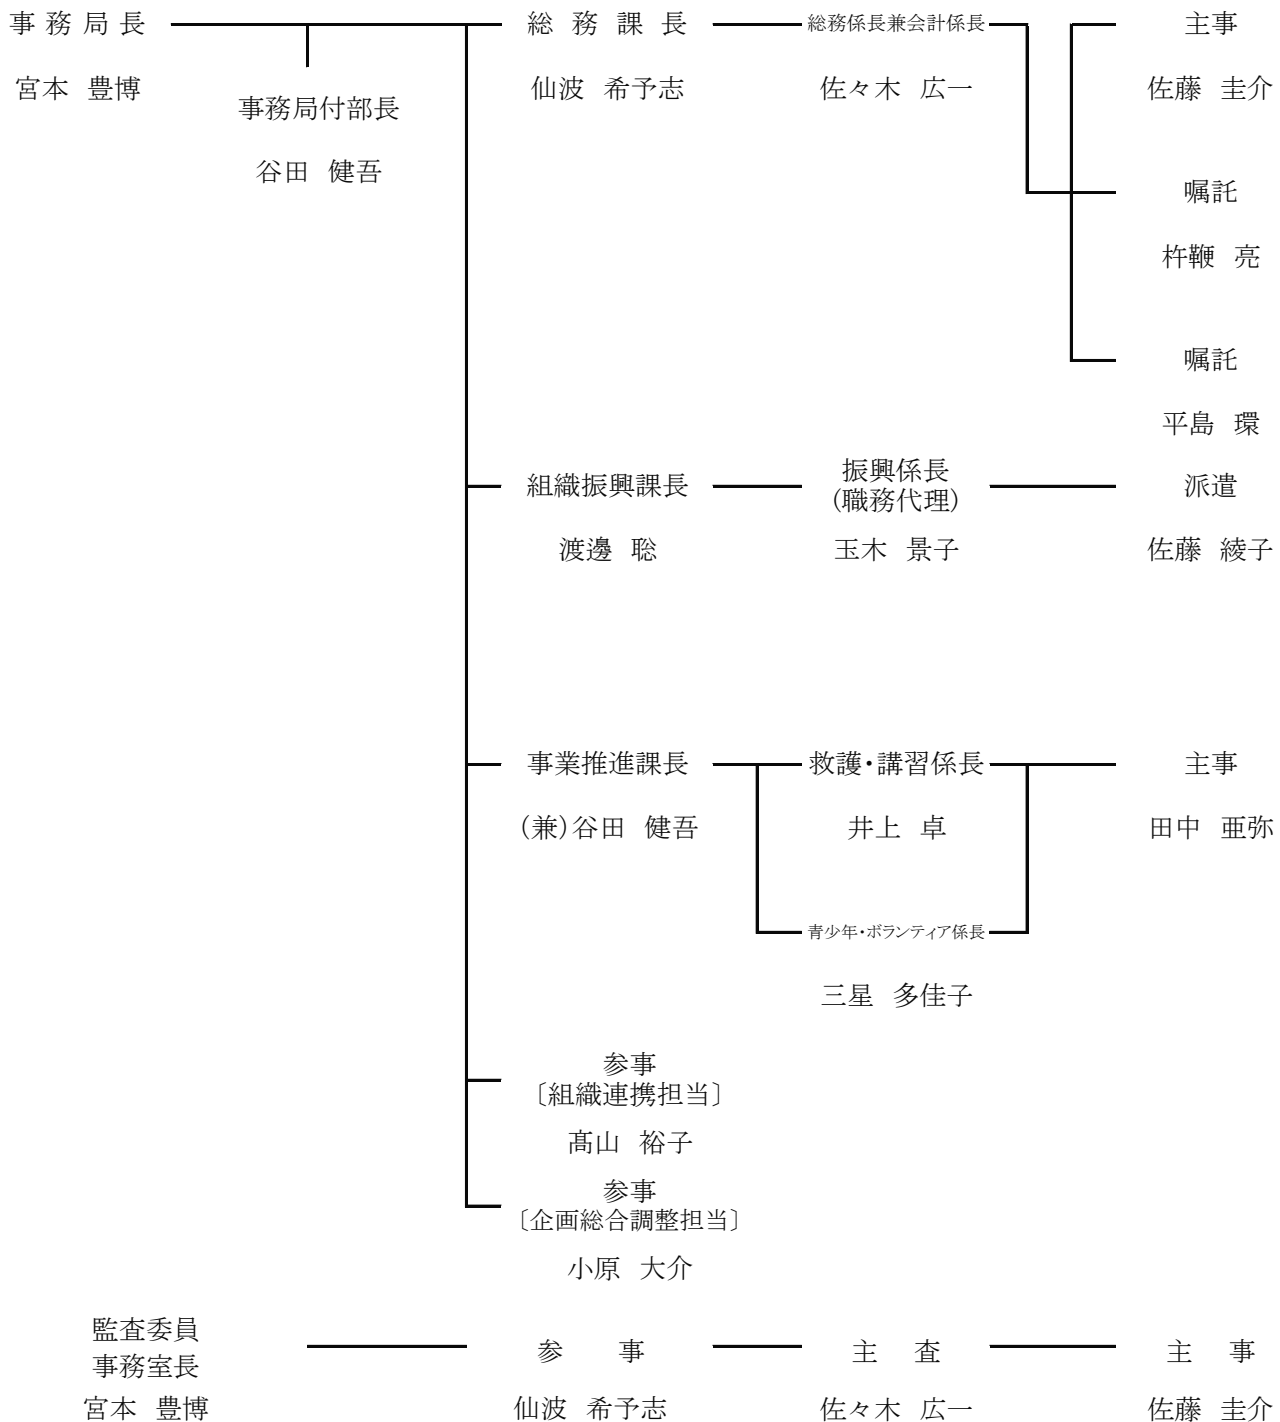 事務局長
宮本 豊博
事務局付部長
谷田 健吾
総務課長
仙波 希予志
総務係長兼会計係長
佐々木 広一
主事
佐藤 圭介
嘱託
杵鞭 亮
嘱託
平島 環
組織振興課長
渡邊 聡
振興係長
(職務代理)
玉木 景子
派遣
佐藤 綾子
事業推進課長
(兼)谷田 健吾
救護・講習係長
井上 卓
主事
田中 亜弥
青少年・ボランティア係長
三星 多佳子
参事
〔組織連携担当〕
髙山 裕子
参事
〔企画総合調整担当〕
小原 大介
監査委員
事務室長
宮本 豊博
参 事
仙波 希予志
主 査
佐々木 広一
主 事
佐藤 圭介